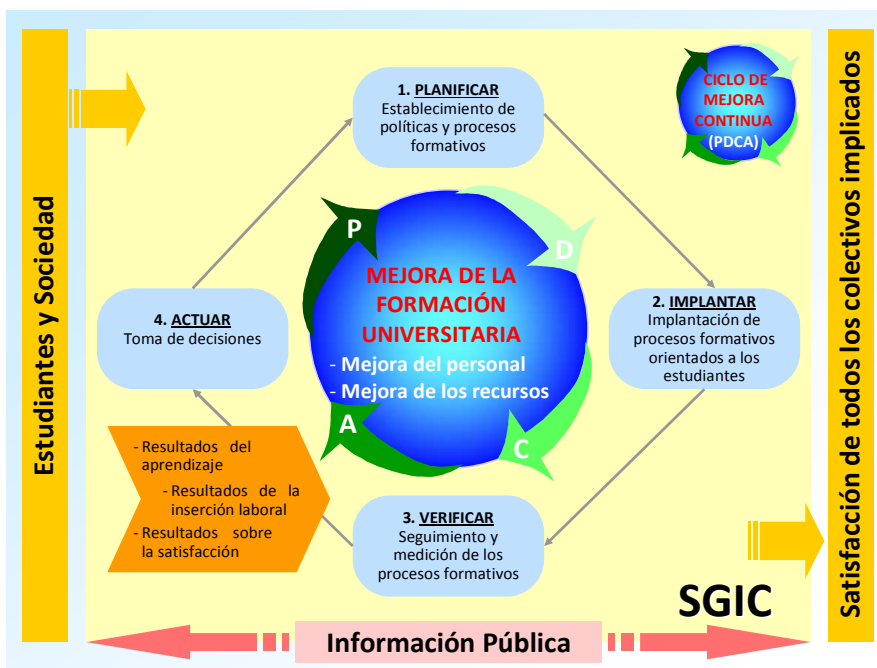 Estudiantes y Sociedad
1. PLANIFICAR
Establecimiento de
políticas y procesos
formativos
CICLO DE
MEJORA
CONTINUA
(PDCA)
P
D
MEJORA DE LA
FORMACIÓN
UNIVERSITARIA
- Mejora del personal
- Mejora de los recursos
A
C
4. ACTUAR
Toma de decisiones
2. IMPLANTAR
Implantación de
procesos formativos
orientados a los
estudiantes
- Resultados del
aprendizaje
- Resultados de la
inserción laboral
- Resultados sobre
la satisfacción
3. VERIFICAR
Seguimiento y
medición de los
procesos formativos
SGIC
Información Pública
Satisfacción de todos los colectivos implicados